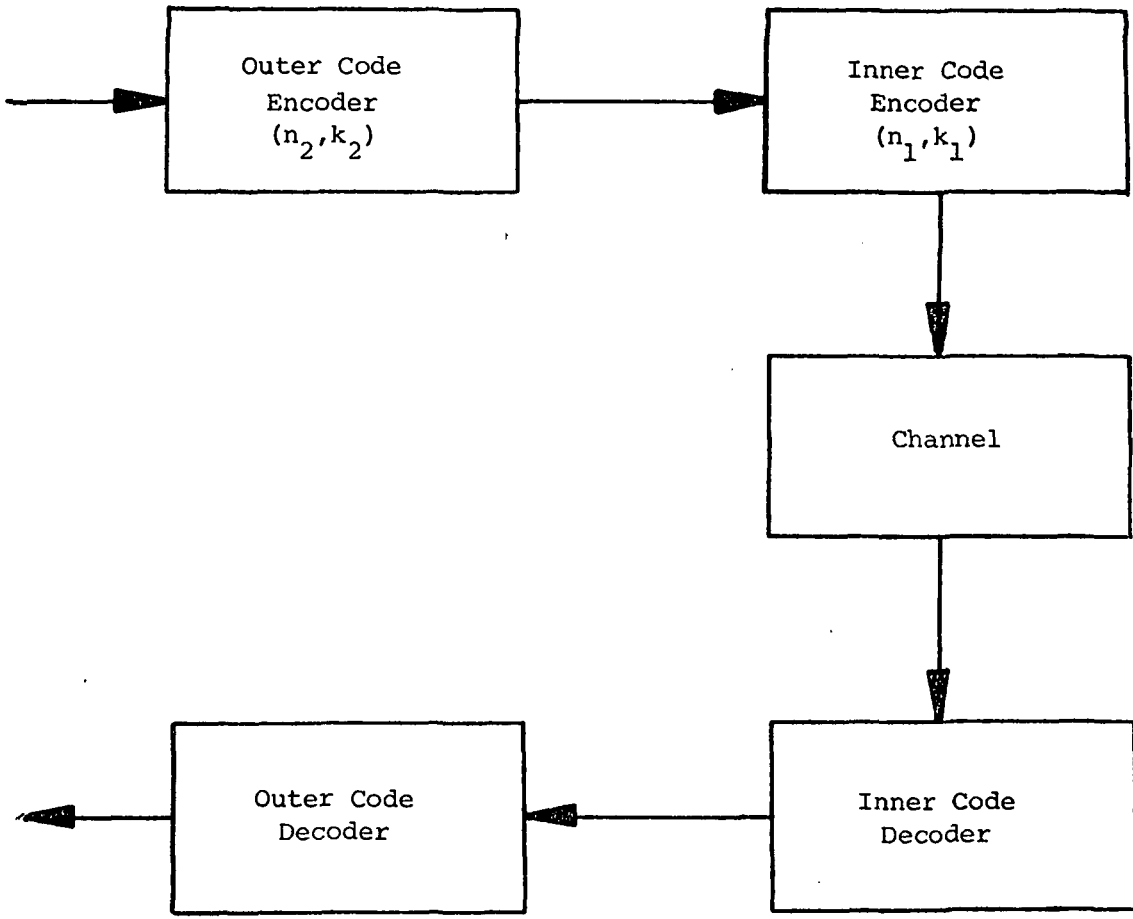 Outer Code
Encoder
(n₂,k₂)
Inner Code
Encoder
(n₁,k₁)
Channel
Outer Code
Decoder
Inner Code
Decoder